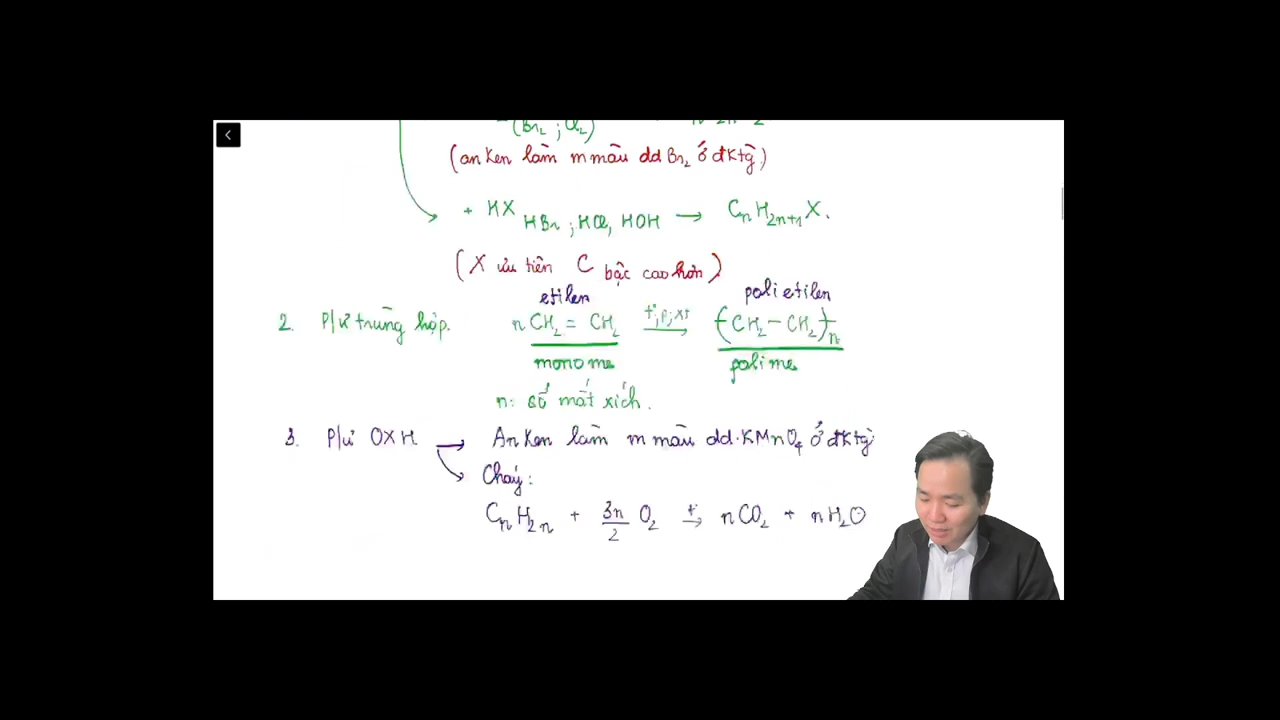 (Br₂ ; Cl₂)
(anken làm m màu dd Br₂ ở đktg)
+ HX HBr ; HCl, HOH → CₙH₂ₙ₊₁X.
(X ưu tiên C bậc cao hơn)
etilen polietilen
2. P/ư trùng hợp. nCH₂ = CH₂ t°, p, xt → (CH₂ − CH₂)ₙ
monome polime
n: số mắt xích.
3. P/ư OXH → Anken làm m màu dd.KMnO₄ ở đktg
Cháy:
CₙH₂ₙ + 3n/2 O₂ t° → nCO₂ + nH₂O